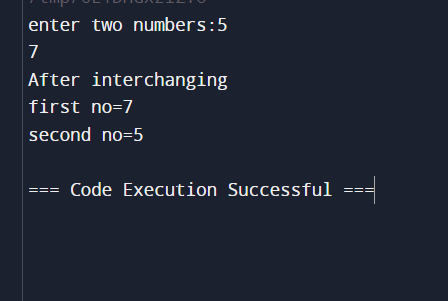 enter two numbers:5
7
After interchanging
first no=7
second no=5
=== Code Execution Successful ===